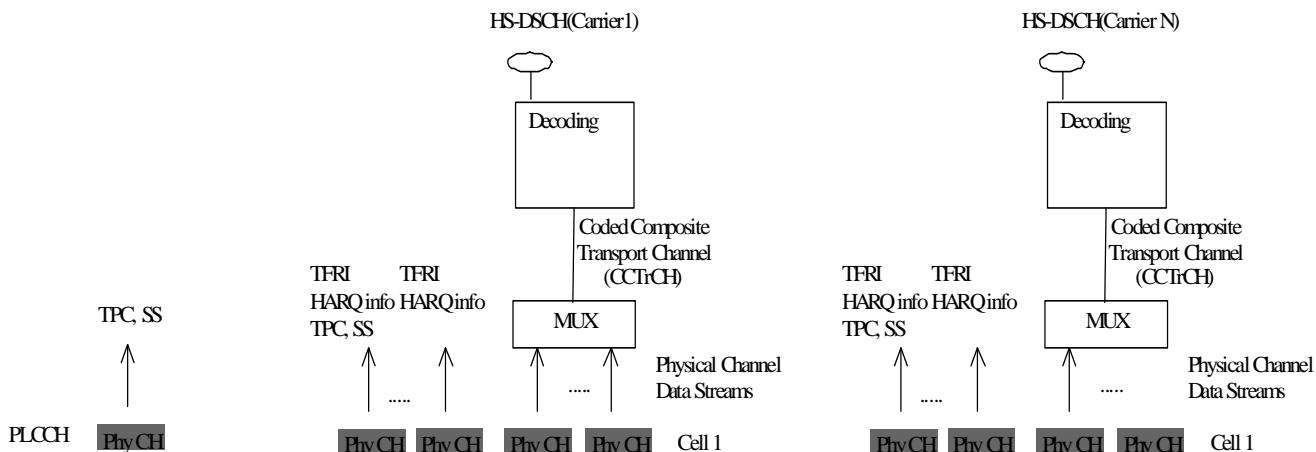 HS-DSCH(Carrier1)
HS-DSCH(Carrier N)
Decoding
Decoding
Coded Composite
Transport Channel
(CCTrCH)
Coded Composite
Transport Channel
(CCTrCH)
TFRI TFRI
HARQ info HARQ info
TPC, SS
TFRI TFRI
HARQ info HARQ info
TPC, SS
TPC, SS
MUX
MUX
Physical Channel
Data Streams
Physical Channel
Data Streams
.....
.....
.....
.....
PLCCH Phy CH
Phy CH Phy CH Phy CH Phy CH Cell 1
Phy CH Phy CH Phy CH Phy CH Cell 1